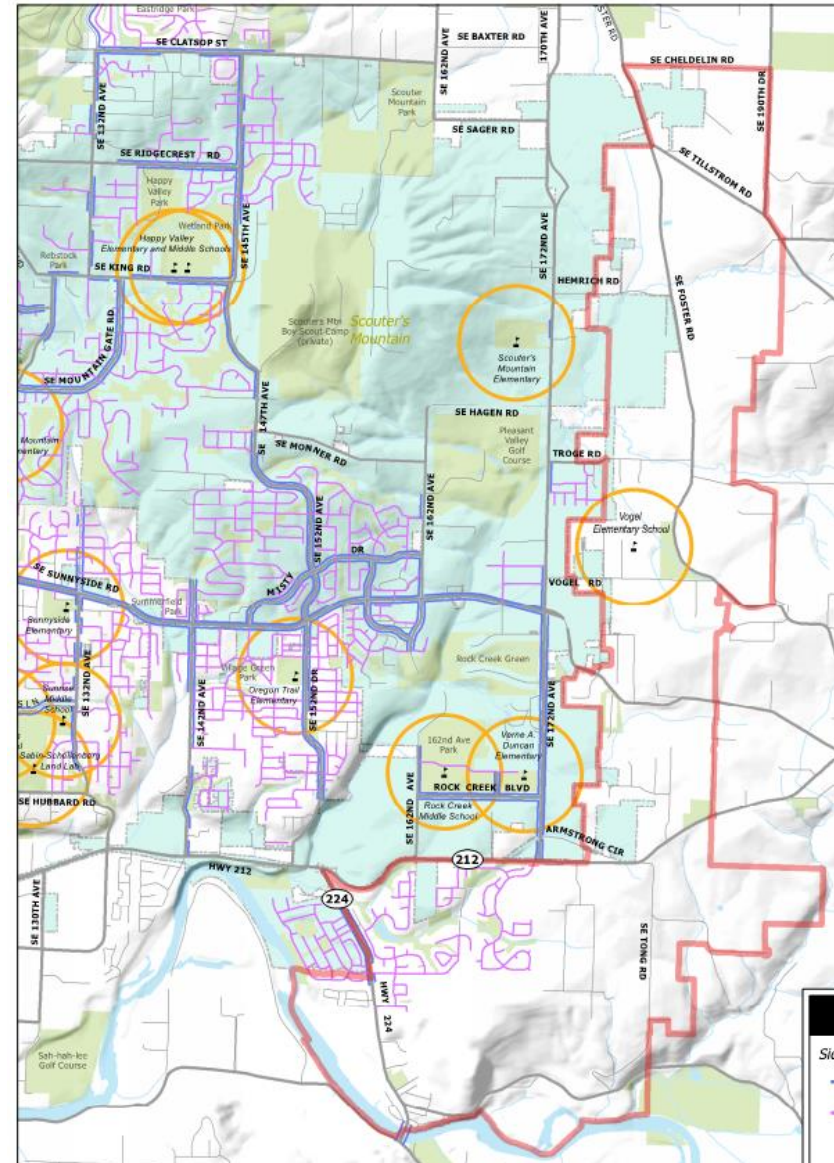 Eastridge Park
SE CLATSOP ST
SE BAXTER RD
170TH AVE
SE CHELDELIN RD
SE 132ND AVE
SE 162ND AVE
SE 190TH DR
Scouter
Mountain
Park
SE SAGER RD
SE RIDGECREST RD
SE TILLSTROM RD
Happy
Valley
Park
Wetland Park
SE 145TH AVE
SE 172ND AVE
Happy Valley
Elementary and Middle Schools
Rebstock
Park
SE KING RD
HEMRICH RD
SE FOSTER RD
Scouters Mtn
Boy Scout Camp
(private)
Scouter's
Mountain
SE MOUNTAIN GATE RD
Scouter's
Mountain
Elementary
SE 147TH AVE
SE HAGEN RD
Mountain
SE MONNER RD
Pleasant
Valley
Golf
Course
TROGE RD
SE 162ND AVE
Vogel
Elementary School
SE 152ND AVE
SE SUNNYSIDE RD
MISTY DR
VOGEL RD
Summerfield
Park
Sunnyside
Elementary
SE 132ND AVE
Rock Creek Green
Village Green
Park
Oregon Trail
Elementary
SE 142ND AVE
SE 152ND DR
SE 172ND AVE
Sunrise
Middle
School
162nd Ave
Park
Verne A.
Duncan
Elementary
Sabin-Schellenberg
Land Lab
ROCK CREEK BLVD
SE HUBBARD RD
SE 162ND AVE
Rock Creek
Middle School
ARMSTRONG CIR
HWY 212
212
224
SE 130TH AVE
SE TONG RD
HWY 224
Sah-hah-lee
Golf Course